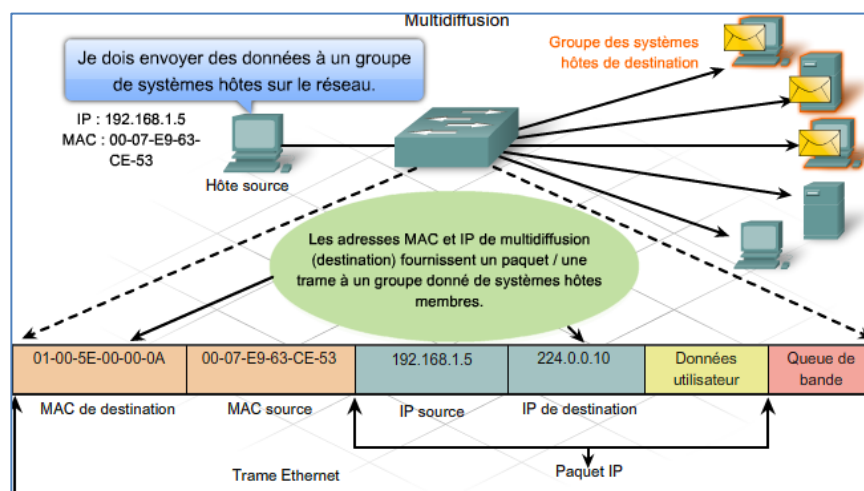 Multidiffusion
Je dois envoyer des données à un groupe
de systèmes hôtes sur le réseau.
Groupe des systèmes
hôtes de destination
IP : 192.168.1.5
MAC : 00-07-E9-63-
CE-53
Hôte source
Les adresses MAC et IP de multidiffusion
(destination) fournissent un paquet / une
trame à un groupe donné de systèmes hôtes
membres.
01-00-5E-00-00-0A
00-07-E9-63-CE-53
192.168.1.5
224.0.0.10
Données
utilisateur
Queue de
bande
MAC de destination
MAC source
IP source
IP de destination
Trame Ethernet
Paquet IP